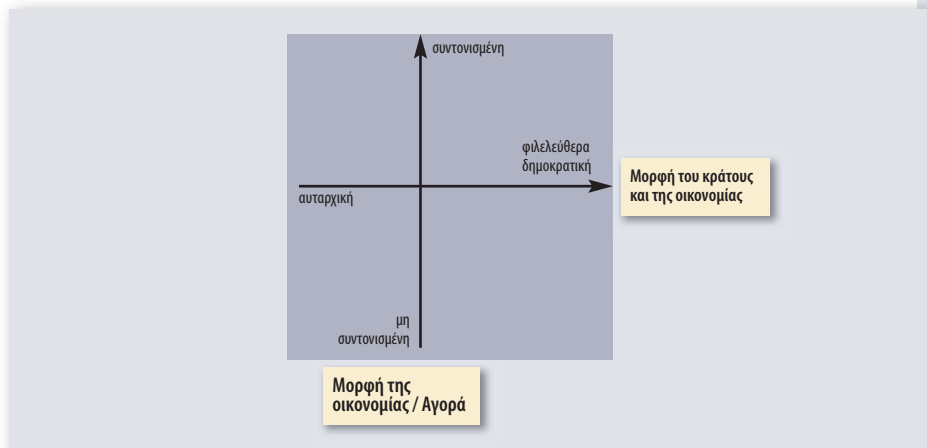 συντονισμένη
φιλελεύθερα
δημοκρατική
Μορφή του κράτους
και της οικονομίας
αυταρχική
μη
συντονισμένη
Μορφή της
οικονομίας / Αγορά